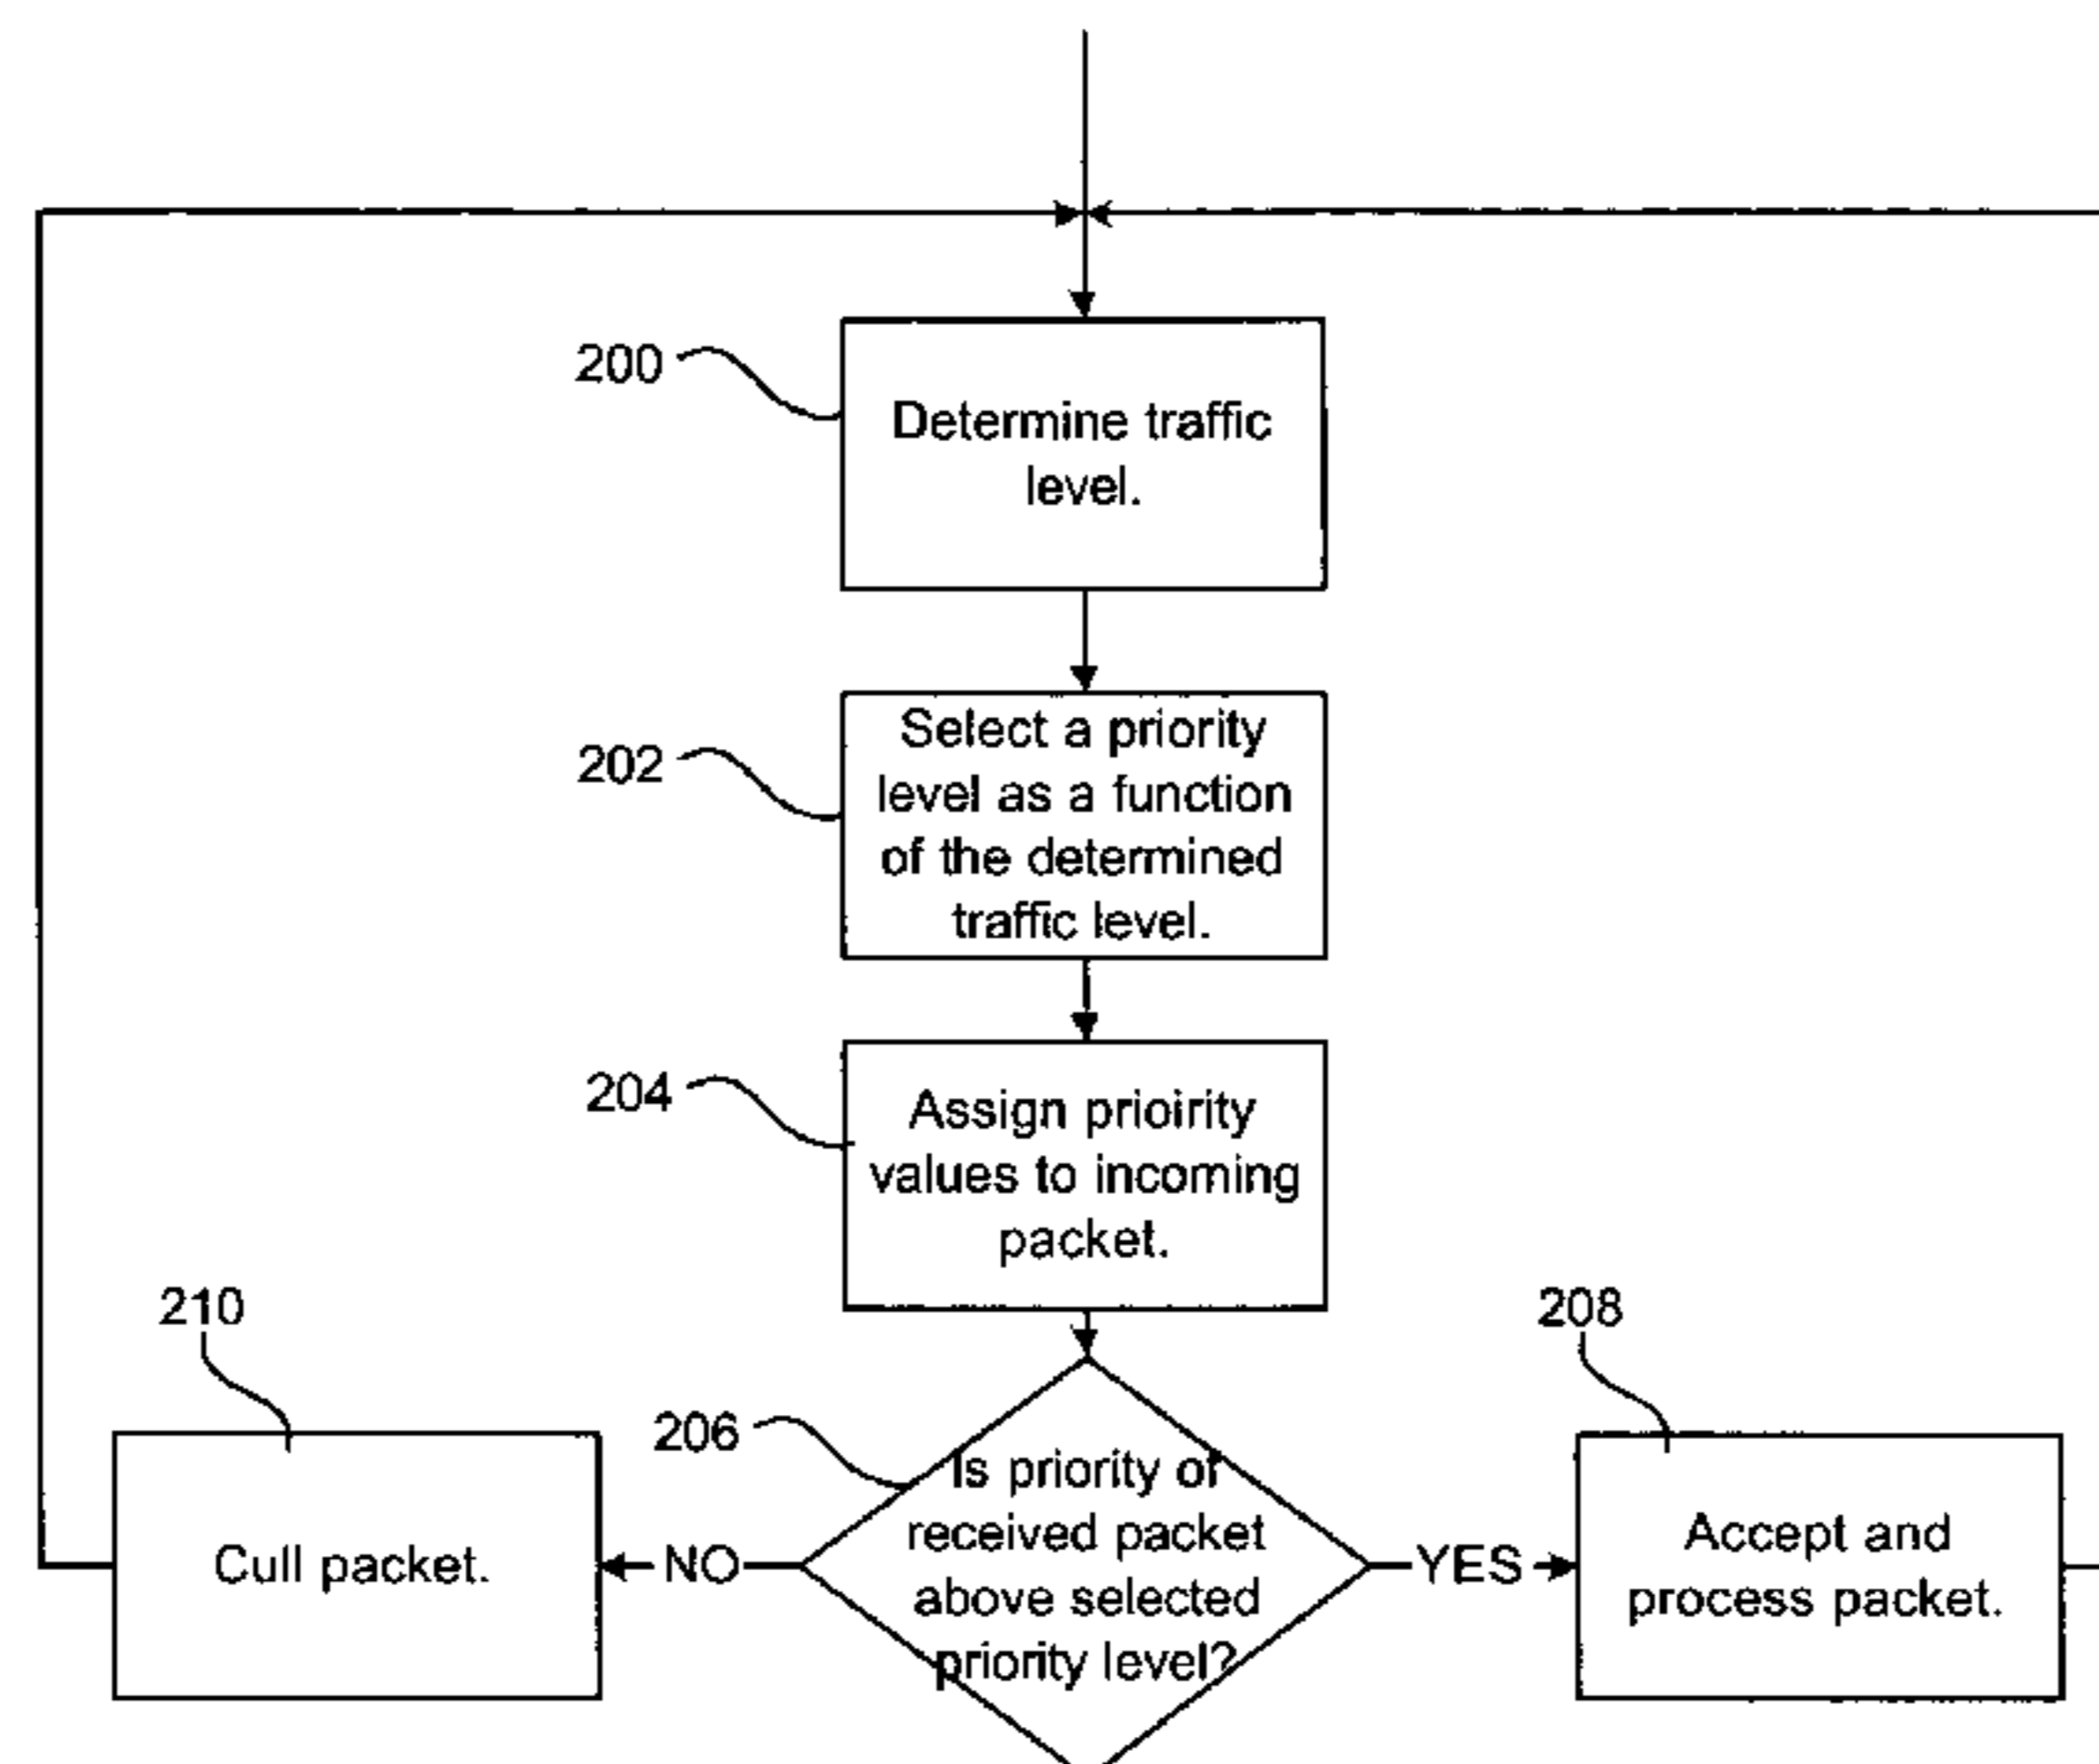 200
Determine traffic
level.
202
Select a priority
level as a function
of the determined
traffic level.
204
Assign prioirity
values to incoming
packet.
210
208
206
Is priority of
received packet
above selected
priority level?
NO
YES
Cull packet.
Accept and
process packet.